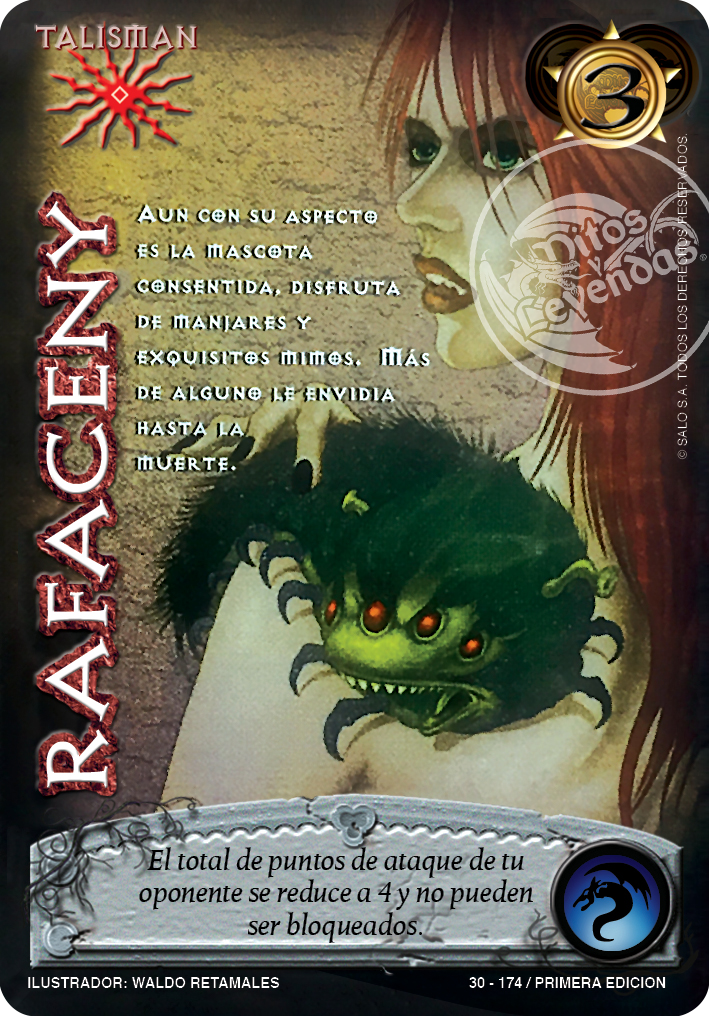 TALISMAN
3
RAFACENY
AUN CON SU ASPECTO
ES LA MASCOTA
CONSENTIDA, DISFRUTA
DE MANJARES Y
EXQUISITOS MIMOS. MÁS
DE ALGUNO LE ENVIDIA
HASTA LA
MUERTE.
Mitos
y
Leyendas®
© SALO S.A. TODOS LOS DERECHOS RESERVADOS.
El total de puntos de ataque de tu
oponente se reduce a 4 y no pueden
ser bloqueados.
ILUSTRADOR: WALDO RETAMALES
30 - 174 / PRIMERA EDICION